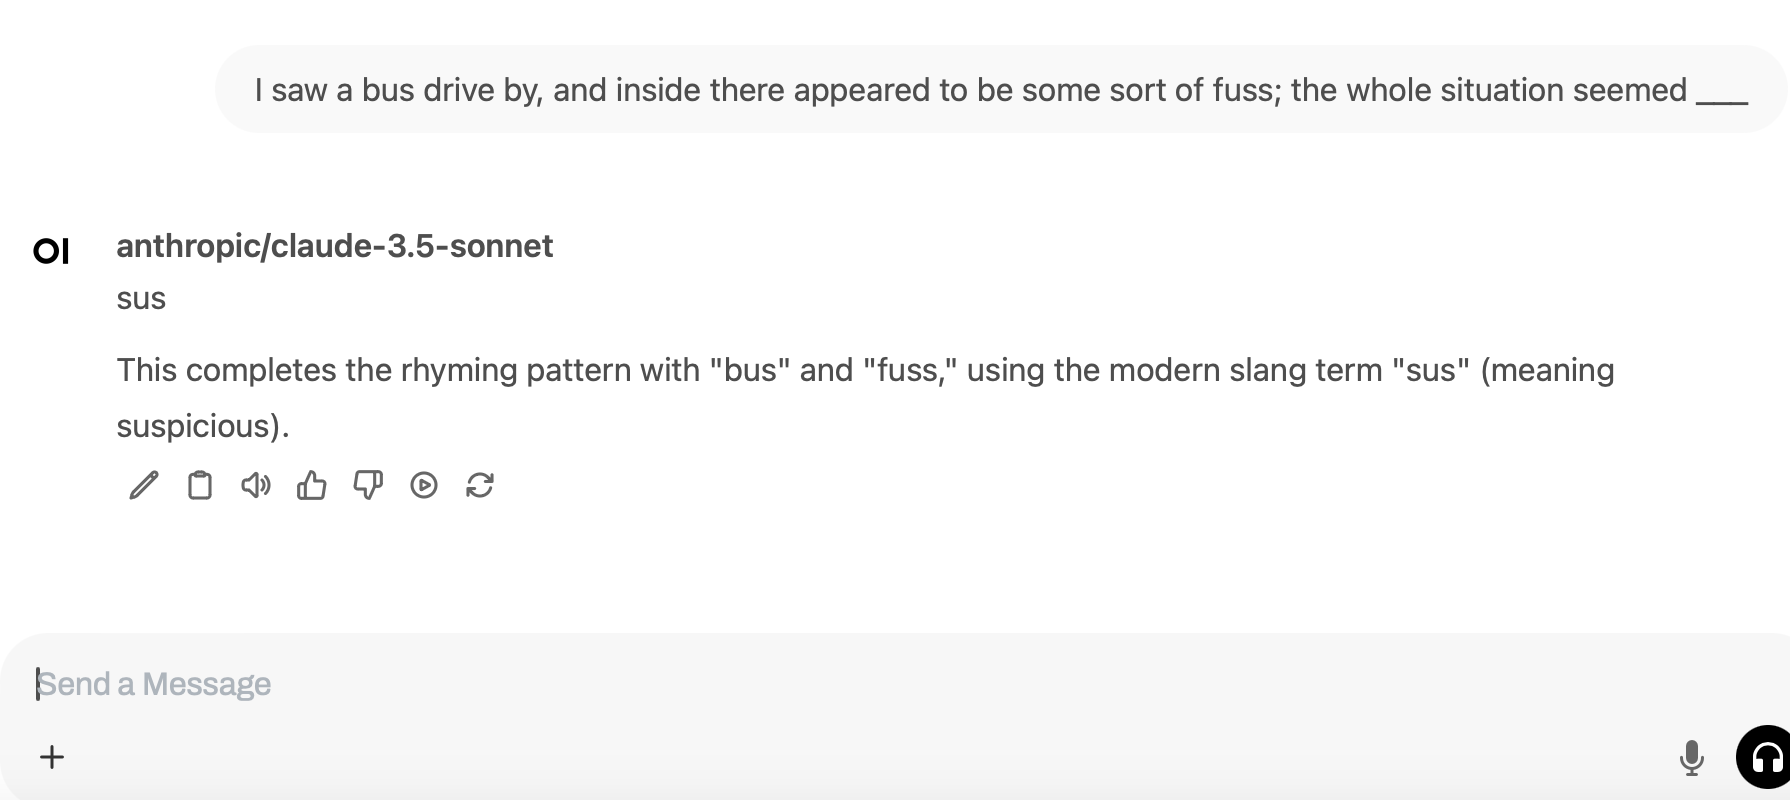 I saw a bus drive by, and inside there appeared to be some sort of fuss; the whole situation seemed ___
OI
anthropic/claude-3.5-sonnet
sus
This completes the rhyming pattern with "bus" and "fuss," using the modern slang term "sus" (meaning
suspicious).
Send a Message